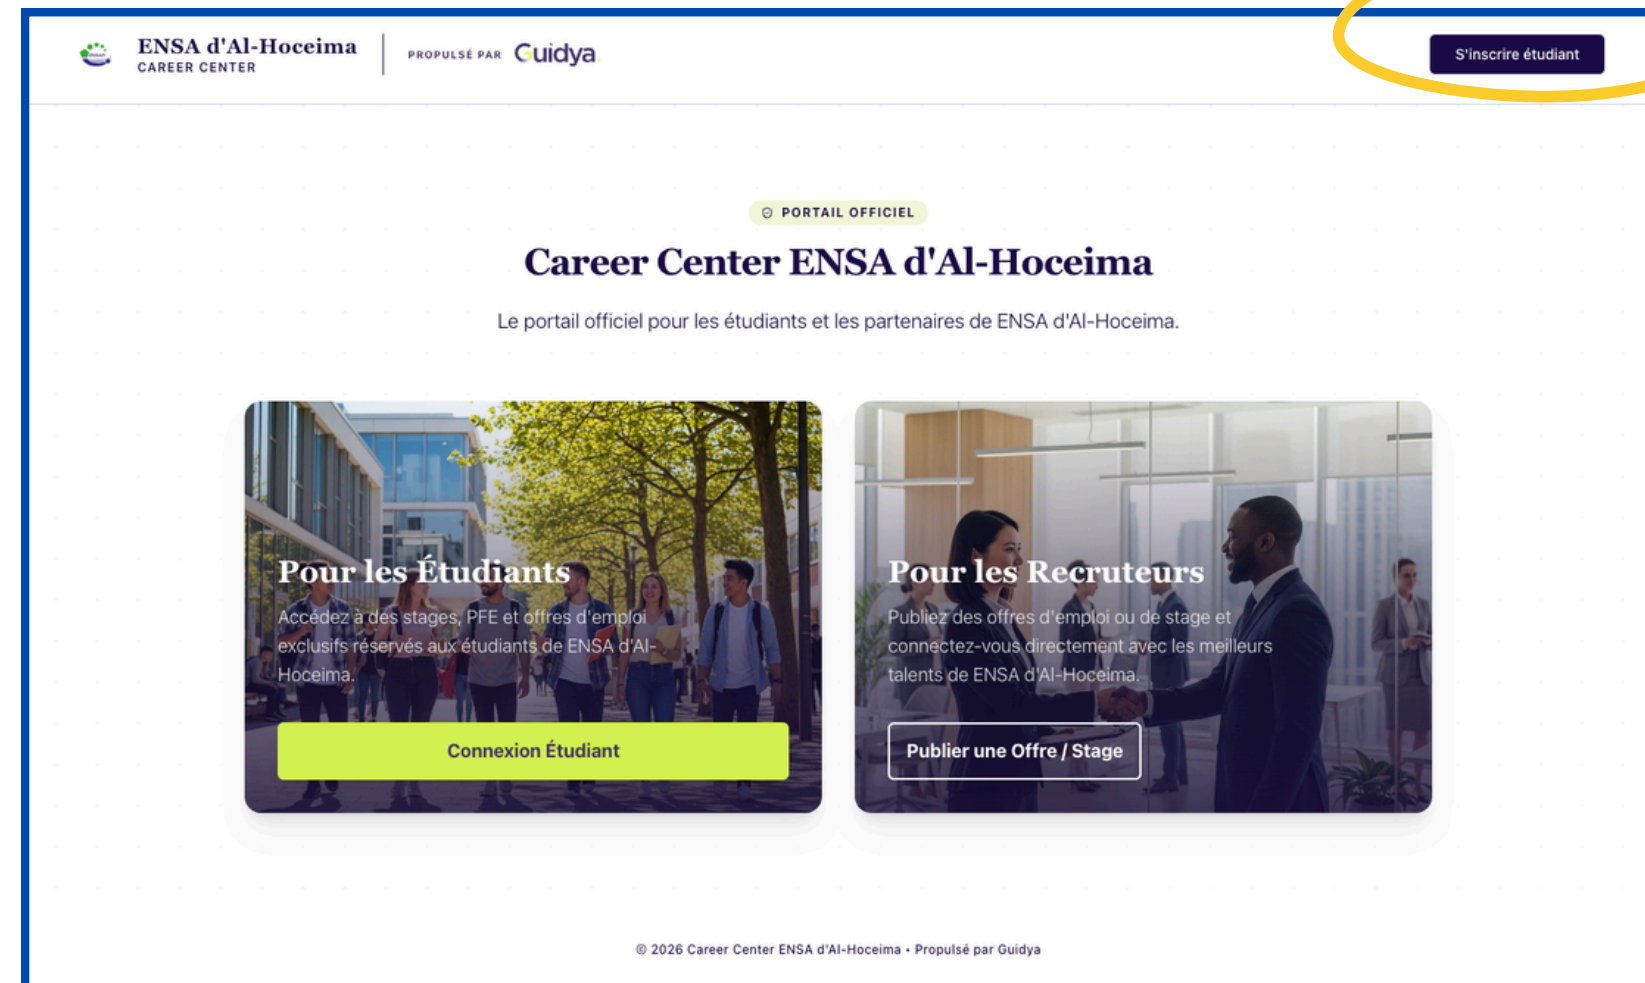 ENSA d'Al-Hoceima
CAREER CENTER
PROPULSÉ PAR Guidya
S'inscrire étudiant
PORTAIL OFFICIEL
Career Center ENSA d'Al-Hoceima
Le portail officiel pour les étudiants et les partenaires de ENSA d'Al-Hoceima.
Pour les Étudiants
Accédez à des stages, PFE et offres d'emploi
exclusifs réservés aux étudiants de ENSA d'Al-
Hoceima.
Connexion Étudiant
Pour les Recruteurs
Publiez des offres d'emploi ou de stage et
connectez-vous directement avec les meilleurs
talents de ENSA d'Al-Hoceima.
Publier une Offre / Stage
© 2026 Career Center ENSA d'Al-Hoceima • Propulsé par Guidya